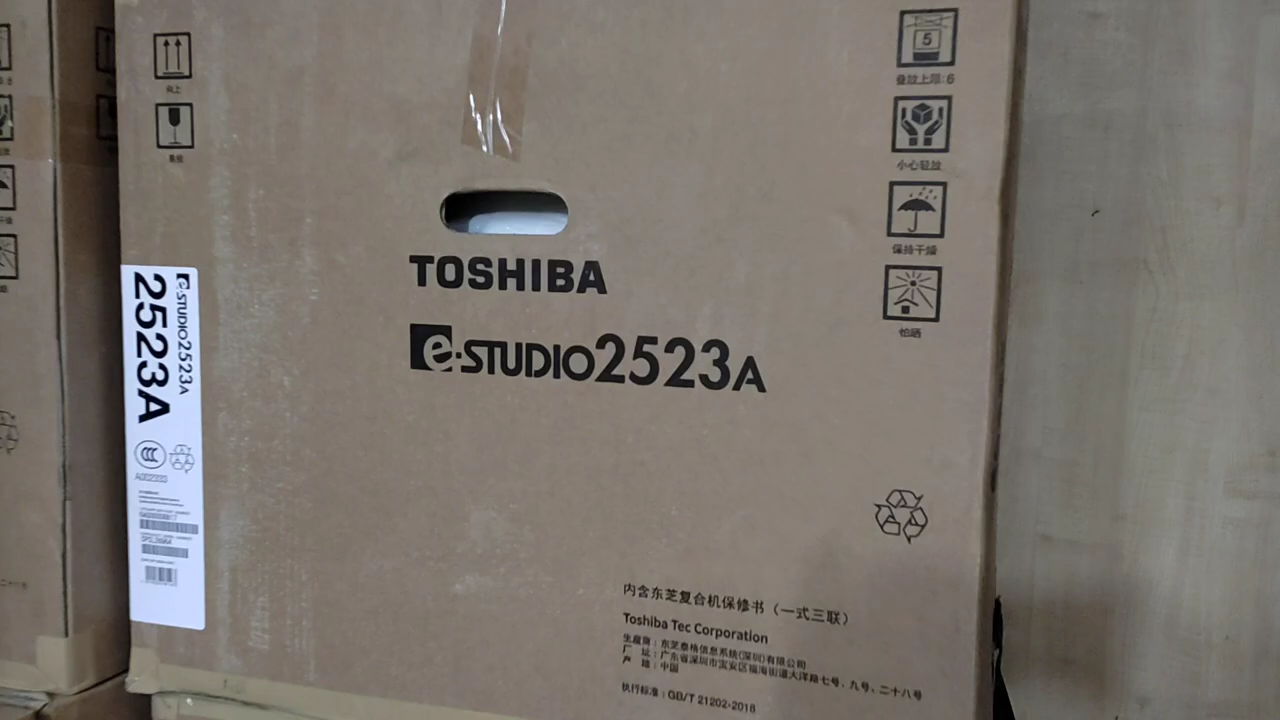 向上
易碎
5
叠放上限:6
小心轻放
保持干燥
怕晒
TOSHIBA
e-STUDIO2523A
e-STUDIO2523A
2523A
内含东芝复合机保修书（一式三联）
Toshiba Tec Corporation
生產商：东芝泰格信息系统(深圳)有限公司
厂　址：广东省深圳市宝安区福海街道大洋路七号、九号、二十八号
产　地：中国
执行标准：GB/T 21202-2018